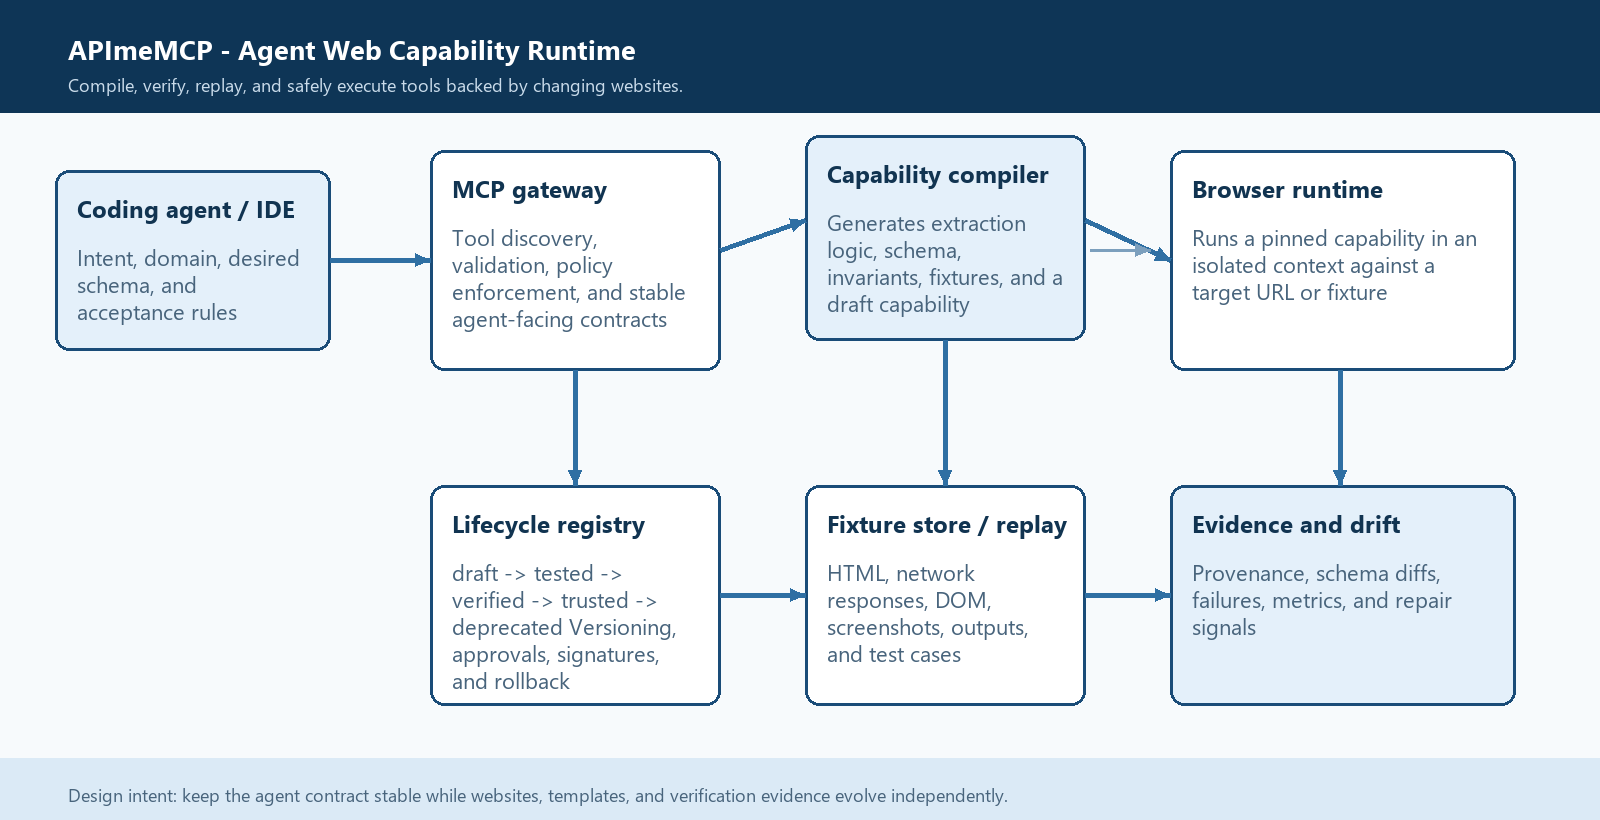 APImeMCP - Agent Web Capability Runtime
Compile, verify, replay, and safely execute tools backed by changing websites.
Coding agent / IDE
Intent, domain, desired
schema, and
acceptance rules
MCP gateway
Tool discovery,
validation, policy
enforcement, and stable
agent-facing contracts
Capability compiler
Generates extraction
logic, schema,
invariants, fixtures, and a
draft capability
Browser runtime
Runs a pinned capability in an
isolated context against a
target URL or fixture
Lifecycle registry
draft -> tested ->
verified -> trusted ->
deprecated Versioning,
approvals, signatures,
and rollback
Fixture store / replay
HTML, network
responses, DOM,
screenshots, outputs,
and test cases
Evidence and drift
Provenance, schema diffs,
failures, metrics, and repair
signals
Design intent: keep the agent contract stable while websites, templates, and verification evidence evolve independently.